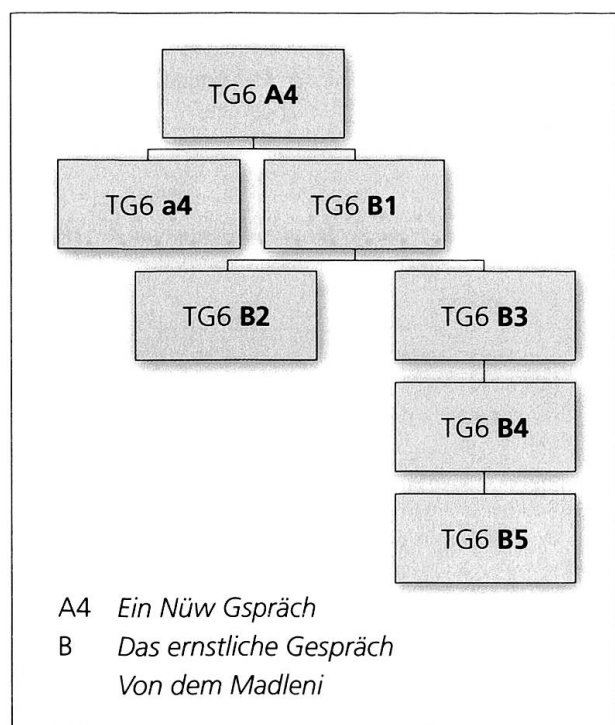 TG6 A4
TG6 a4 TG6 B1
TG6 B2 TG6 B3
TG6 B4
TG6 B5
A4 Ein Nüw Gspräch
B Das ernstliche Gespräch
Von dem Madleni